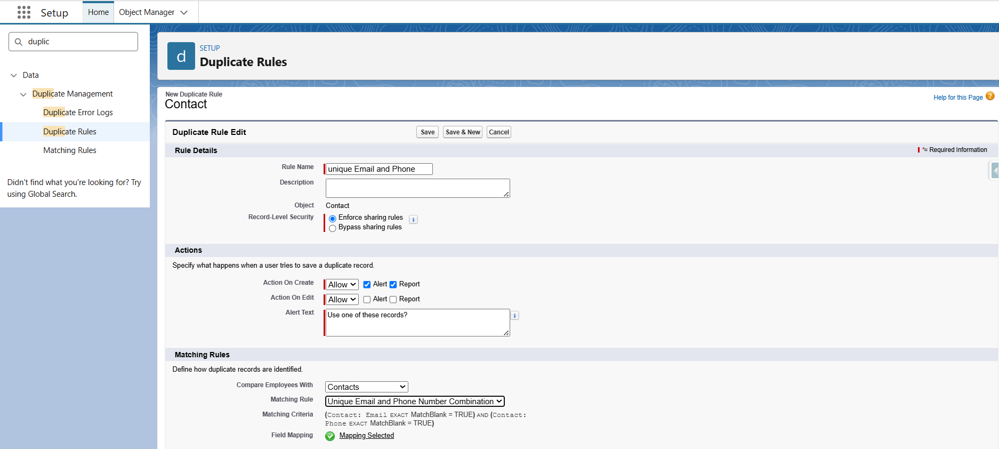 Setup
Home
Object Manager
duplic
Data
Duplicate Management
Duplicate Error Logs
Duplicate Rules
Matching Rules
Didn't find what you're looking for? Try
using Global Search.
d
SETUP
Duplicate Rules
New Duplicate Rule
Contact
Help for this Page ?
Duplicate Rule Edit
Save
Save & New
Cancel
Rule Details
*= Required Information
Rule Name
unique Email and Phone
Description
Object
Contact
Record-Level Security
Enforce sharing rules
i
Bypass sharing rules
Actions
Specify what happens when a user tries to save a duplicate record.
Action On Create
Allow
Alert
Report
Action On Edit
Allow
Alert
Report
Alert Text
Use one of these records?
i
Matching Rules
Define how duplicate records are identified.
Compare Employees With
Contacts
Matching Rule
Unique Email and Phone Number Combination
Matching Criteria
(Contact: Email EXACT MatchBlank = TRUE) AND (Contact:
Phone EXACT MatchBlank = TRUE)
Field Mapping
Mapping Selected